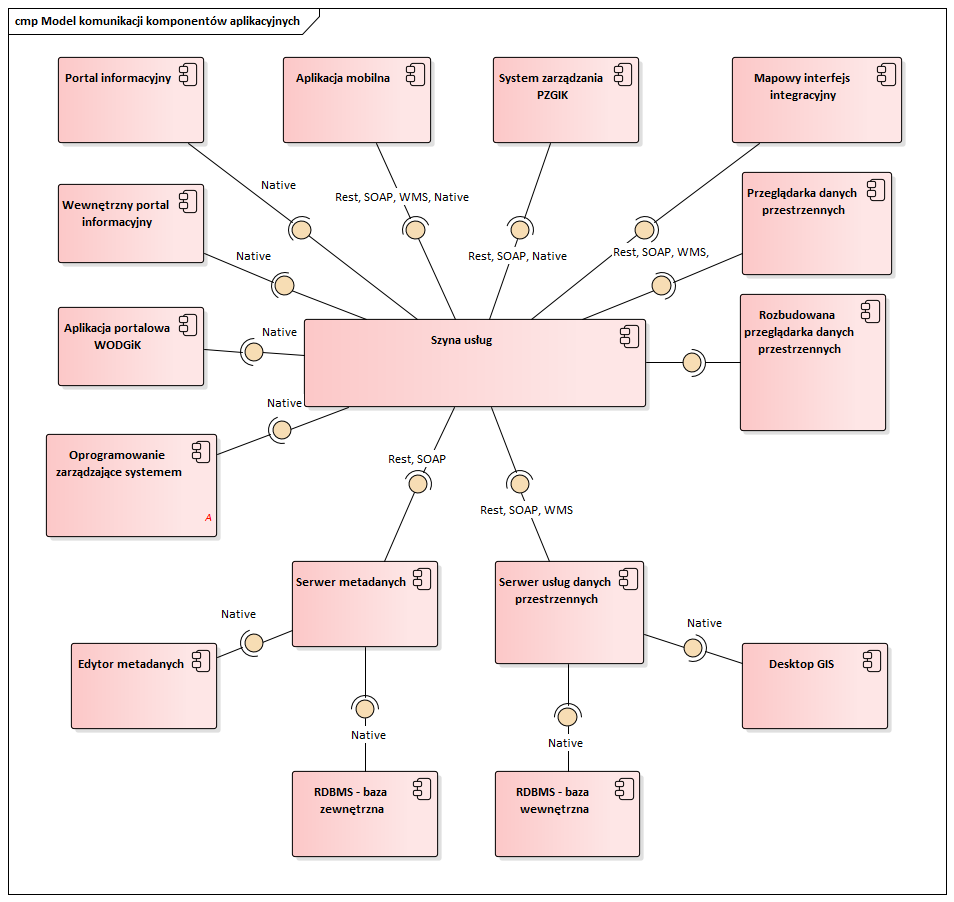 cmp Model komunikacji komponentów aplikacyjnych
Portal informacyjny
Aplikacja mobilna
System zarządzania
PZGIK
Mapowy interfejs
integracyjny
Native
Rest, SOAP, WMS, Native
Wewnętrzny portal
informacyjny
Przeglądarka danych
przestrzennych
Native
Rest, SOAP, Native
Rest, SOAP, WMS,
Aplikacja portalowa
WODGiK
Native
Szyna usług
Rozbudowana
przeglądarka danych
przestrzennych
Native
Oprogramowanie
zarządzające systemem
A
Rest, SOAP
Rest, SOAP, WMS
Serwer metadanych
Serwer usług danych
przestrzennych
Native
Native
Edytor metadanych
Desktop GIS
Native
Native
RDBMS - baza
zewnętrzna
RDBMS - baza
wewnętrzna